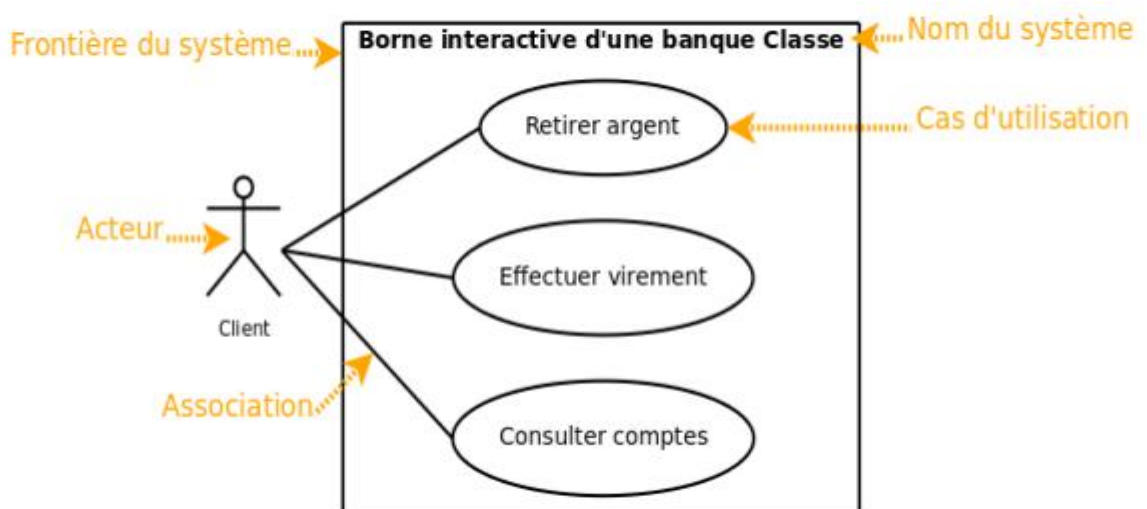 Frontière du système
Borne interactive d'une banque Classe
Nom du système
Retirer argent
Cas d'utilisation
Acteur
Effectuer virement
Client
Association
Consulter comptes